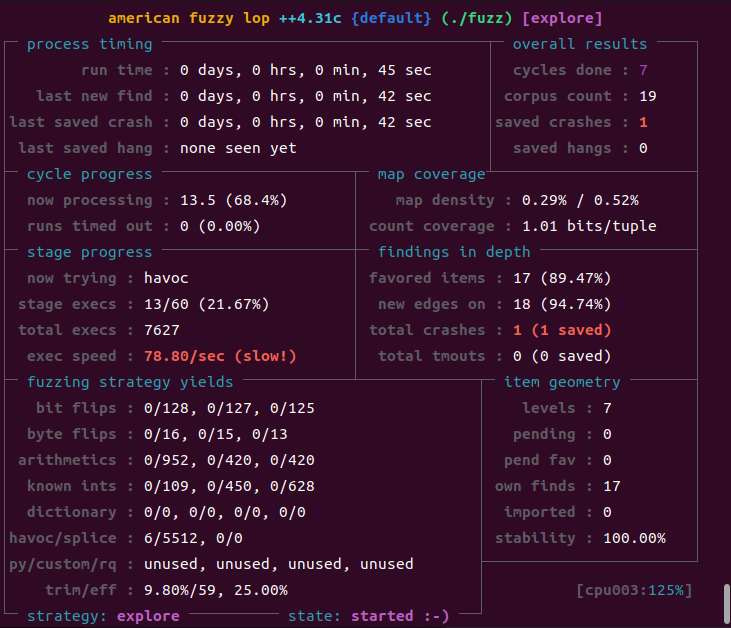 american fuzzy lop ++4.31c {default} (./fuzz) [explore]
process timing overall results
run time : 0 days, 0 hrs, 0 min, 45 sec cycles done : 7
last new find : 0 days, 0 hrs, 0 min, 42 sec corpus count : 19
last saved crash : 0 days, 0 hrs, 0 min, 42 sec saved crashes : 1
last saved hang : none seen yet saved hangs : 0
cycle progress map coverage
now processing : 13.5 (68.4%) map density : 0.29% / 0.52%
runs timed out : 0 (0.00%) count coverage : 1.01 bits/tuple
stage progress findings in depth
now trying : havoc favored items : 17 (89.47%)
stage execs : 13/60 (21.67%) new edges on : 18 (94.74%)
total execs : 7627 total crashes : 1 (1 saved)
exec speed : 78.80/sec (slow!) total tmouts : 0 (0 saved)
fuzzing strategy yields item geometry
bit flips : 0/128, 0/127, 0/125 levels : 7
byte flips : 0/16, 0/15, 0/13 pending : 0
arithmetics : 0/952, 0/420, 0/420 pend fav : 0
known ints : 0/109, 0/450, 0/628 own finds : 17
dictionary : 0/0, 0/0, 0/0, 0/0 imported : 0
havoc/splice : 6/5512, 0/0 stability : 100.00%
py/custom/rq : unused, unused, unused, unused
trim/eff : 9.80%/59, 25.00% [cpu003:125%]
strategy: explore state: started :-)